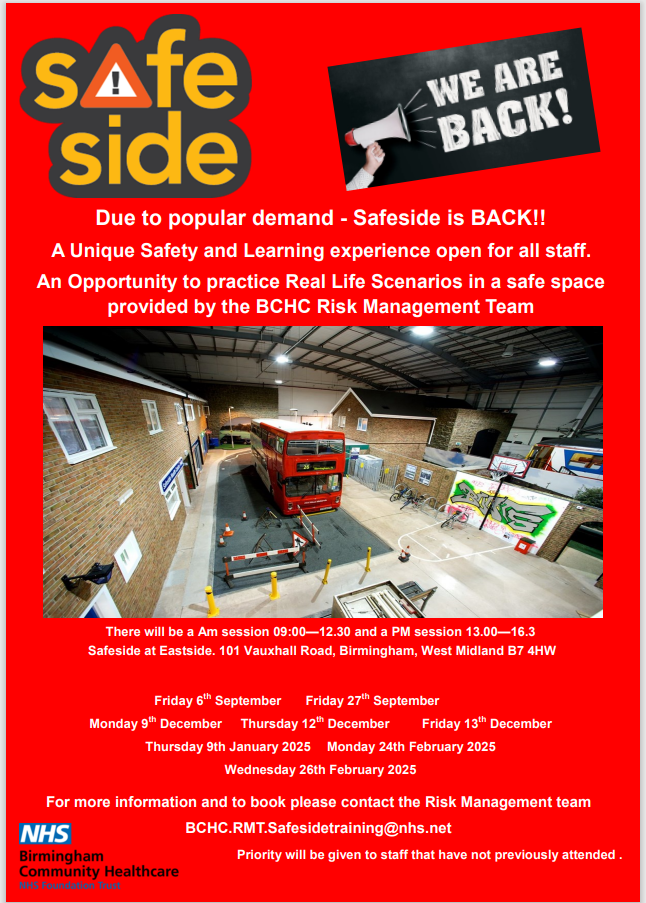 safe
side
WE ARE
BACK!
Due to popular demand - Safeside is BACK!!
A Unique Safety and Learning experience open for all staff.
An Opportunity to practice Real Life Scenarios in a safe space
provided by the BCHC Risk Management Team
There will be a Am session 09:00—12.30 and a PM session 13.00—16.3
Safeside at Eastside. 101 Vauxhall Road, Birmingham, West Midland B7 4HW
Friday 6th September Friday 27th September
Monday 9th December Thursday 12th December Friday 13th December
Thursday 9th January 2025 Monday 24th February 2025
Wednesday 26th February 2025
For more information and to book please contact the Risk Management team
BCHC.RMT.Safesidetraining@nhs.net
Priority will be given to staff that have not previously attended .
NHS
Birmingham
Community Healthcare
NHS Foundation Trust